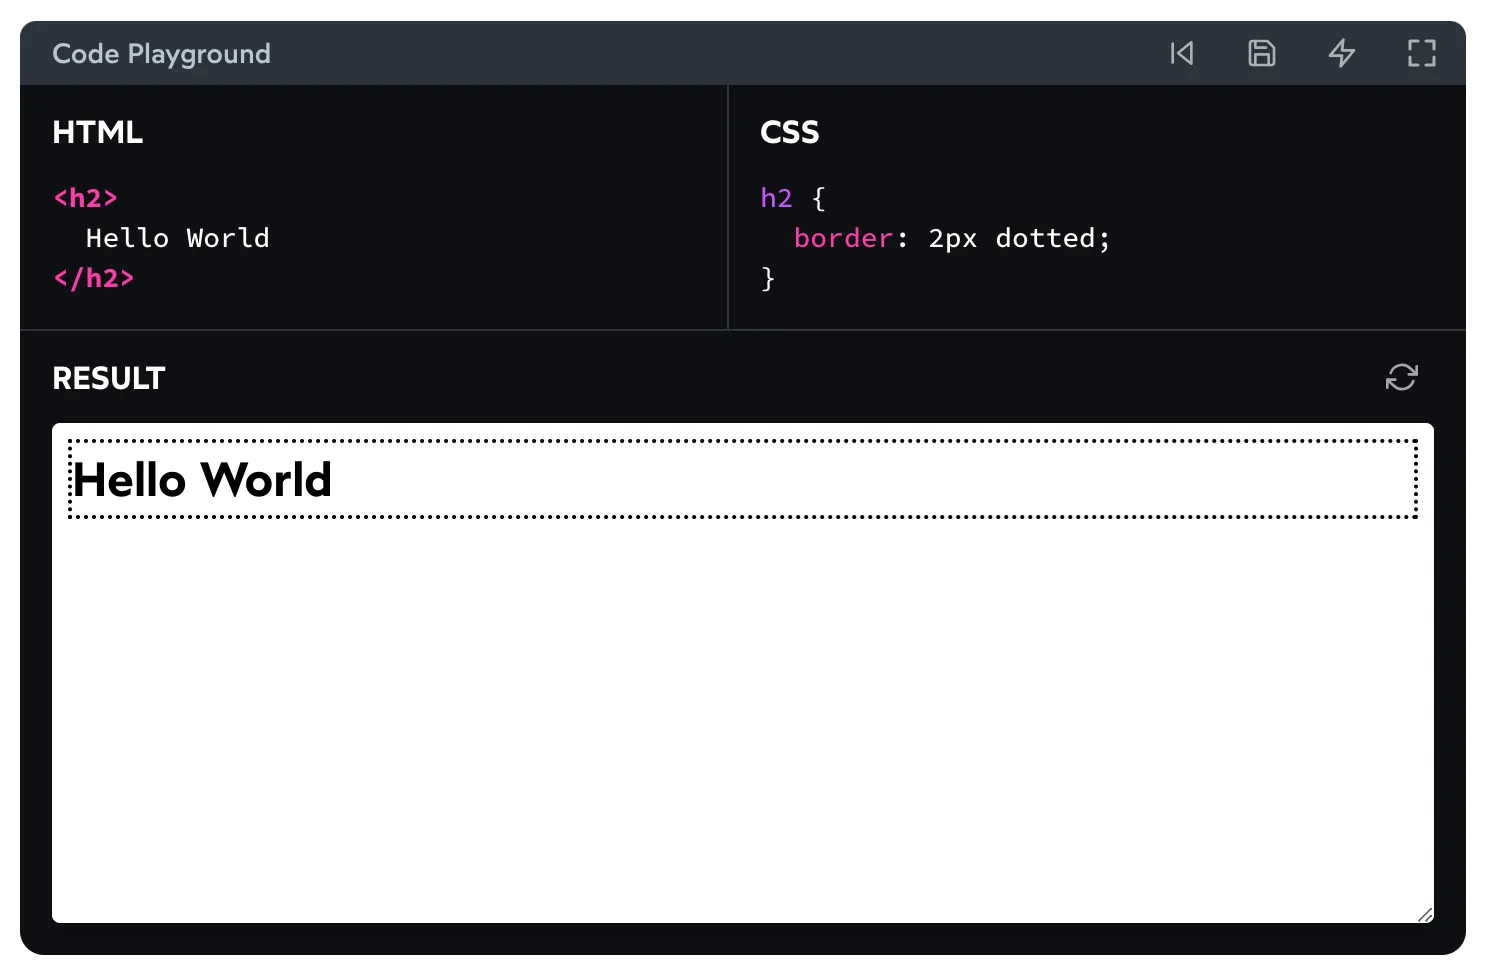 Code Playground
HTML
<h2>
  Hello World
</h2>
CSS
h2 {
  border: 2px dotted;
}
RESULT
Hello World